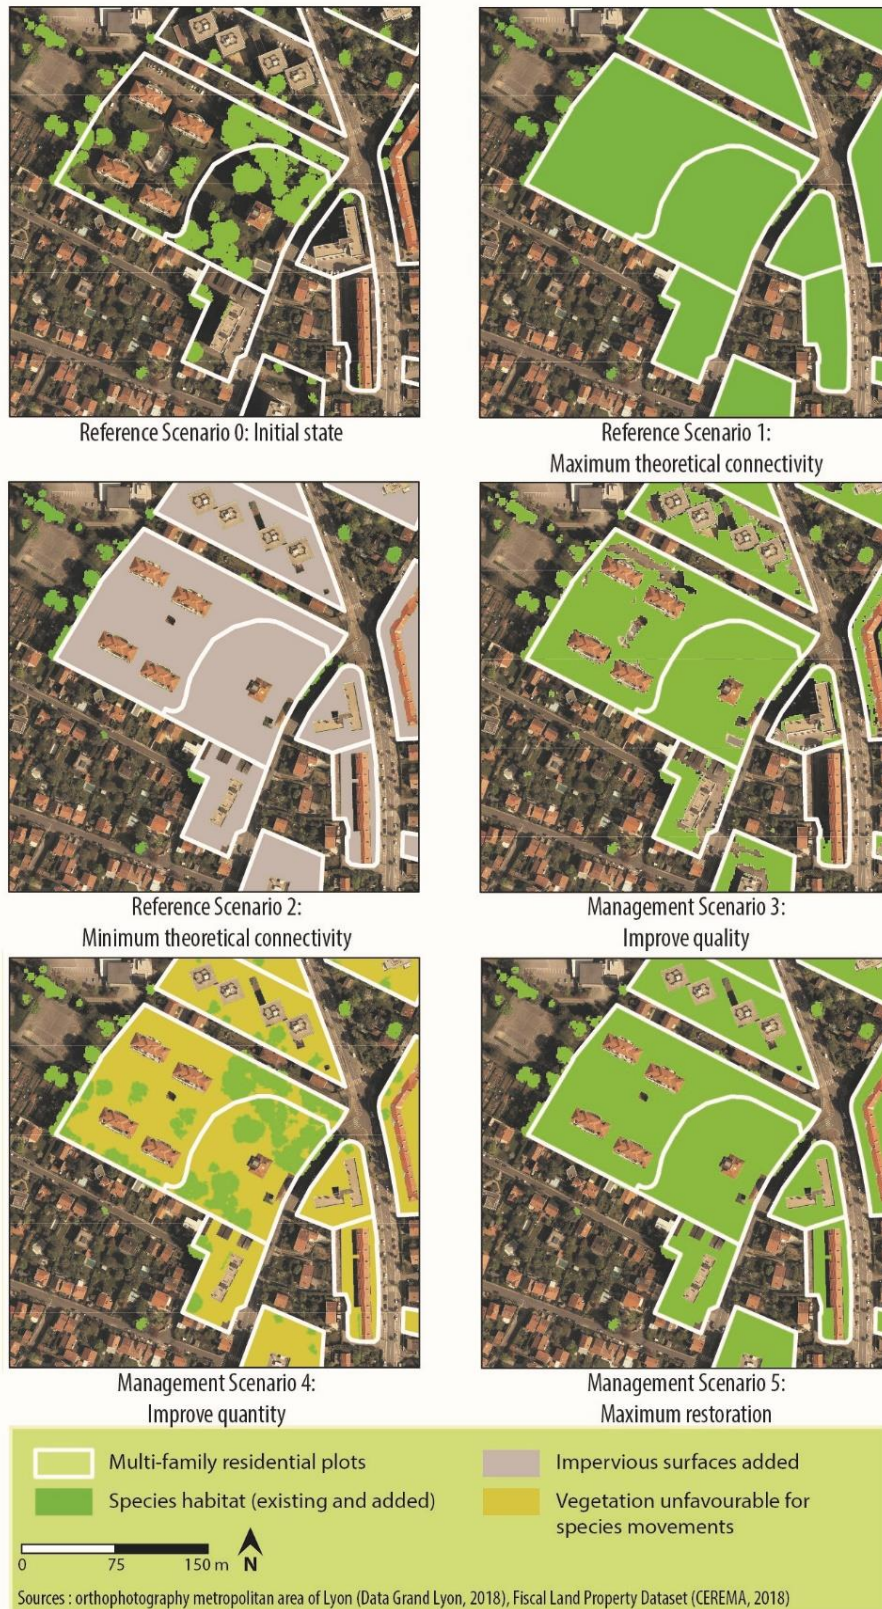 Reference Scenario 0: Initial state
Reference Scenario 1:
Maximum theoretical connectivity
Reference Scenario 2:
Minimum theoretical connectivity
Management Scenario 3:
Improve quality
Management Scenario 4:
Improve quantity
Management Scenario 5:
Maximum restoration
Multi-family residential plots
Impervious surfaces added
Species habitat (existing and added)
Vegetation unfavourable for
species movements
0 75 150 m N
Sources : orthophotography metropolitan area of Lyon (Data Grand Lyon, 2018), Fiscal Land Property Dataset (CEREMA, 2018)